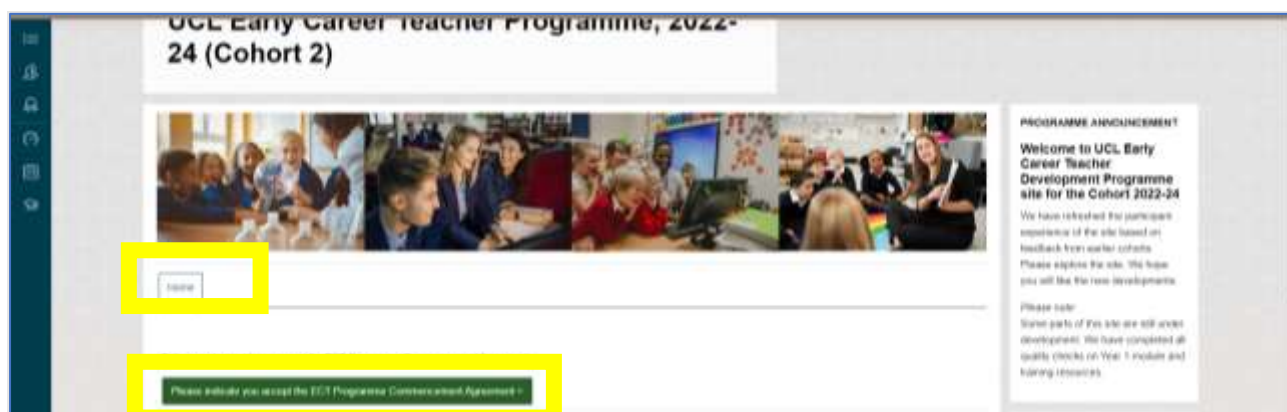 UCL Early Career Teacher Programme, 2022-
24 (Cohort 2)
PROGRAMME ANNOUNCEMENT
Welcome to UCL Early
Career Teacher
Development Programme
site for the Cohort 2022-24
We have refreshed the participant
experience of the site based on
feedback from earlier cohorts.
Please explore the site. We hope
you will like the new developments.
Home
Please note
Some parts of this site are still under
development. We have completed all
quality checks on Year 1 module and
training resources.
Please indicate you accept the ECT Programme Commencement Agreement >